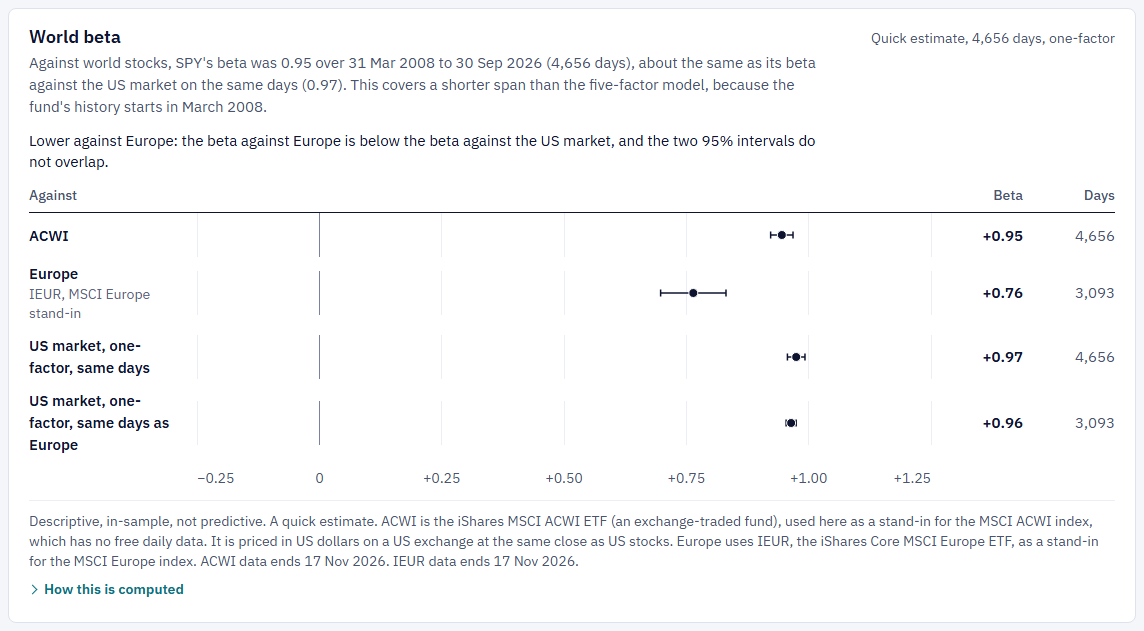 World beta
Quick estimate, 4,656 days, one-factor
Against world stocks, SPY's beta was 0.95 over 31 Mar 2008 to 30 Sep 2026 (4,656 days), about the same as its beta
against the US market on the same days (0.97). This covers a shorter span than the five-factor model, because the
fund's history starts in March 2008.
Lower against Europe: the beta against Europe is below the beta against the US market, and the two 95% intervals do
not overlap.
Against Beta Days
ACWI +0.95 4,656
Europe
IEUR, MSCI Europe
stand-in
+0.76 3,093
US market, one-
factor, same days
+0.97 4,656
US market, one-
factor, same days as
Europe
+0.96 3,093
−0.25 0 +0.25 +0.50 +0.75 +1.00 +1.25
Descriptive, in-sample, not predictive. A quick estimate. ACWI is the iShares MSCI ACWI ETF (an exchange-traded fund), used here as a stand-in for the MSCI ACWI index,
which has no free daily data. It is priced in US dollars on a US exchange at the same close as US stocks. Europe uses IEUR, the iShares Core MSCI Europe ETF, as a stand-in
for the MSCI Europe index. ACWI data ends 17 Nov 2026. IEUR data ends 17 Nov 2026.
How this is computed